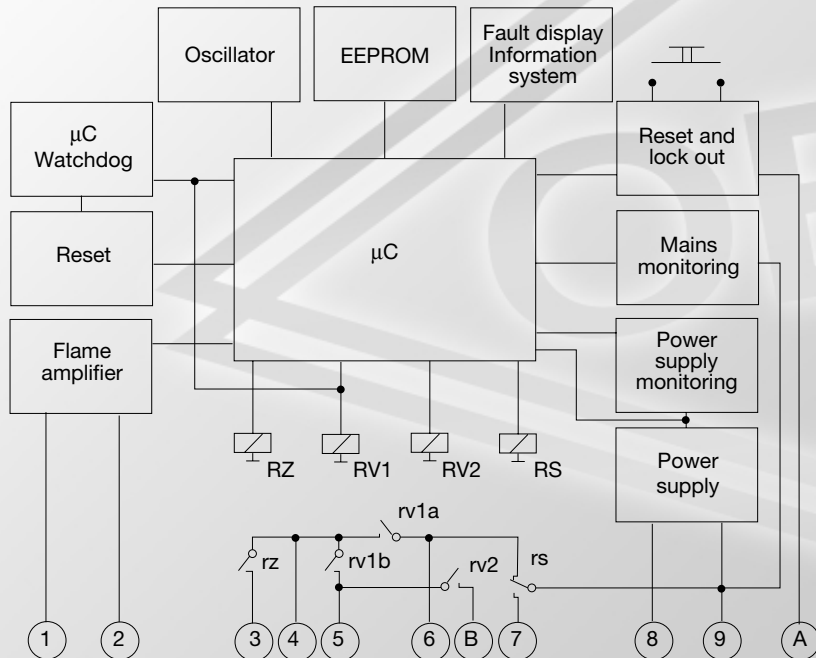 Oscillator
EEPROM
Fault display
Information
system
μC
Watchdog
Reset and
lock out
Reset
μC
Mains
monitoring
Flame
amplifier
Power
supply
monitoring
RZ
RV1
RV2
RS
Power
supply
rv1a
rz
rv1b
rv2
rs
1
2
3
4
5
6
B
7
8
9
A